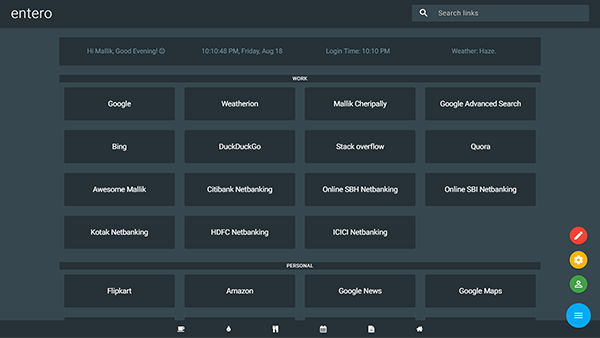 entero
Search links
Hi Mallik, Good Evening!
10:10:48 PM, Friday, Aug 18
Login Time: 10:10 PM
Weather: Haze.
WORK
Google
Weatherion
Mallik Cheripally
Google Advanced Search
Bing
DuckDuckGo
Stack overflow
Quora
Awesome Mallik
Citibank Netbanking
Online SBH Netbanking
Online SBI Netbanking
Kotak Netbanking
HDFC Netbanking
ICICI Netbanking
PERSONAL
Flipkart
Amazon
Google News
Google Maps